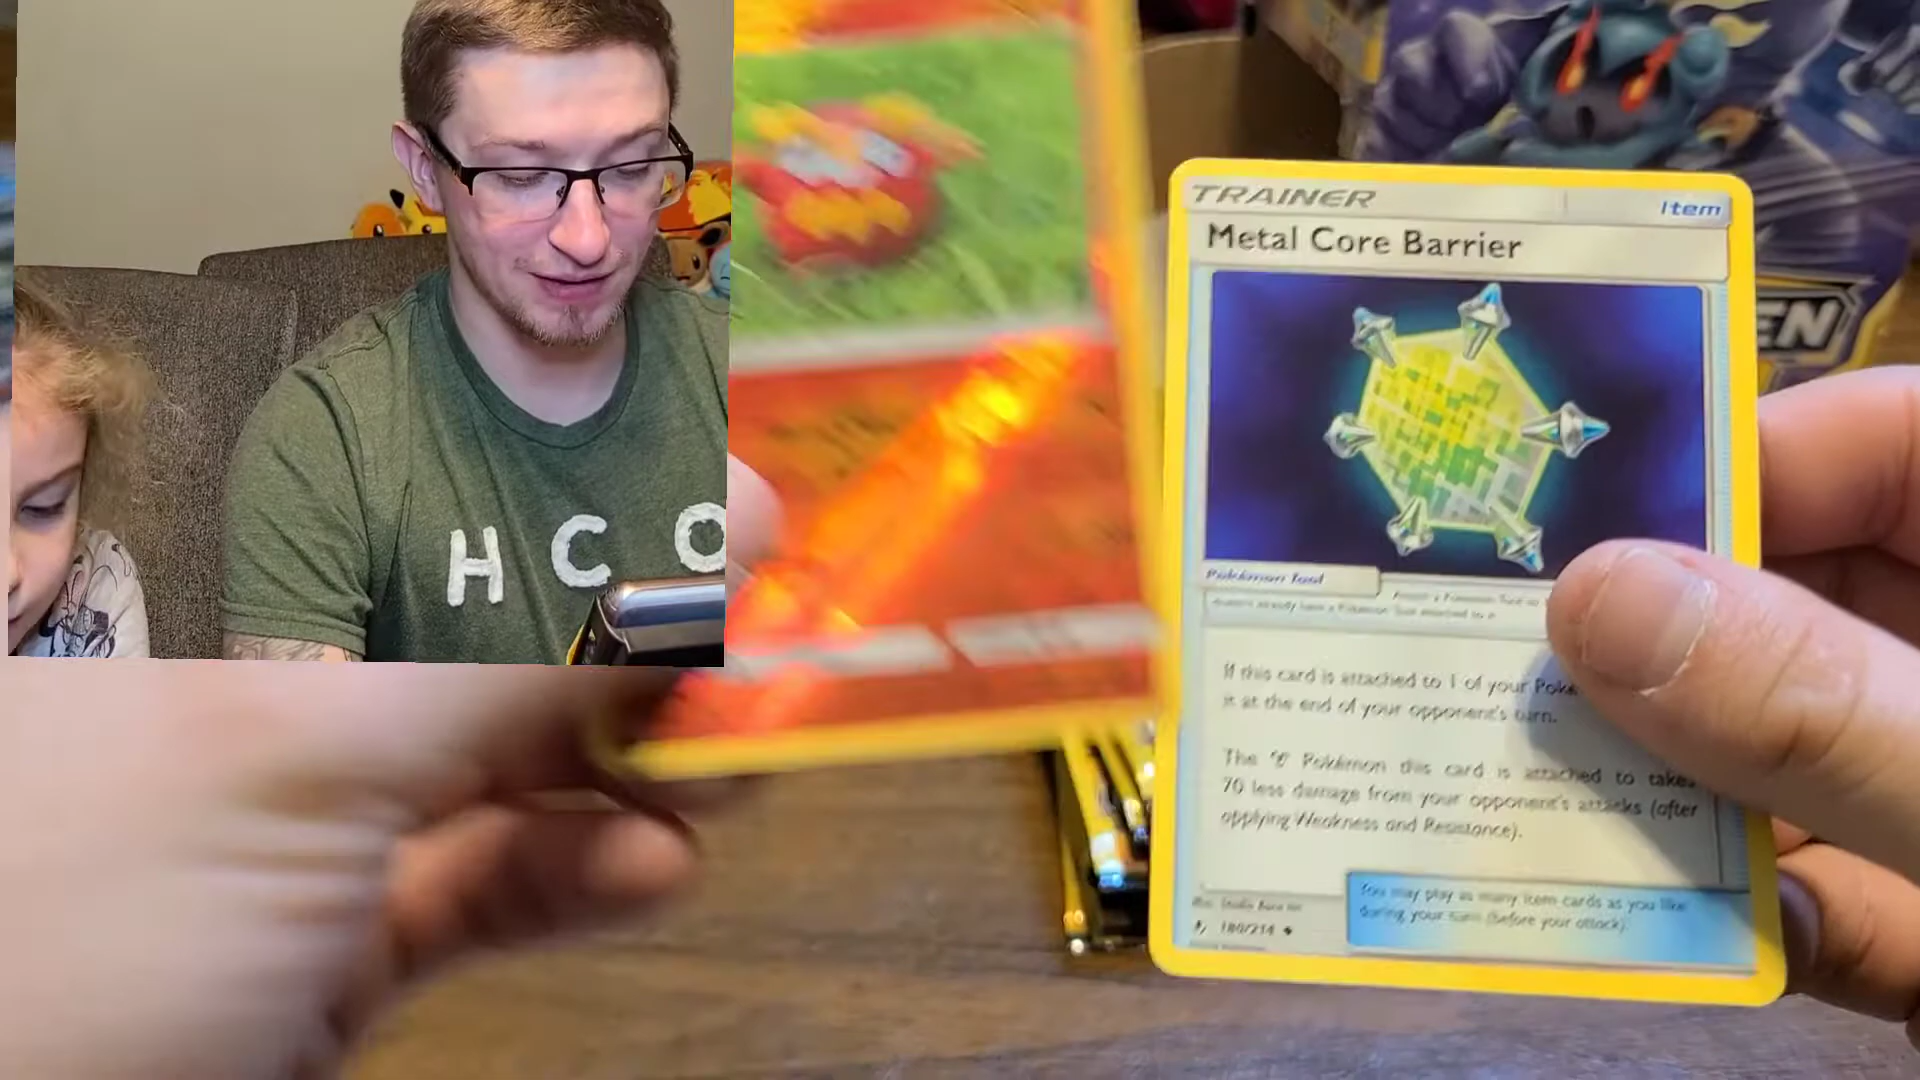 H C O
TRAINER
Item
Metal Core Barrier
EN
Pokémon Tool
If this card is attached to 1 of your Poké
it at the end of your opponent's turn.
The Pokémon this card is attached to takes
70 less damage from your opponent's attacks (after
applying Weakness and Resistance).
You may play as many Item cards as you like
during your turn (before your attack).
180/214